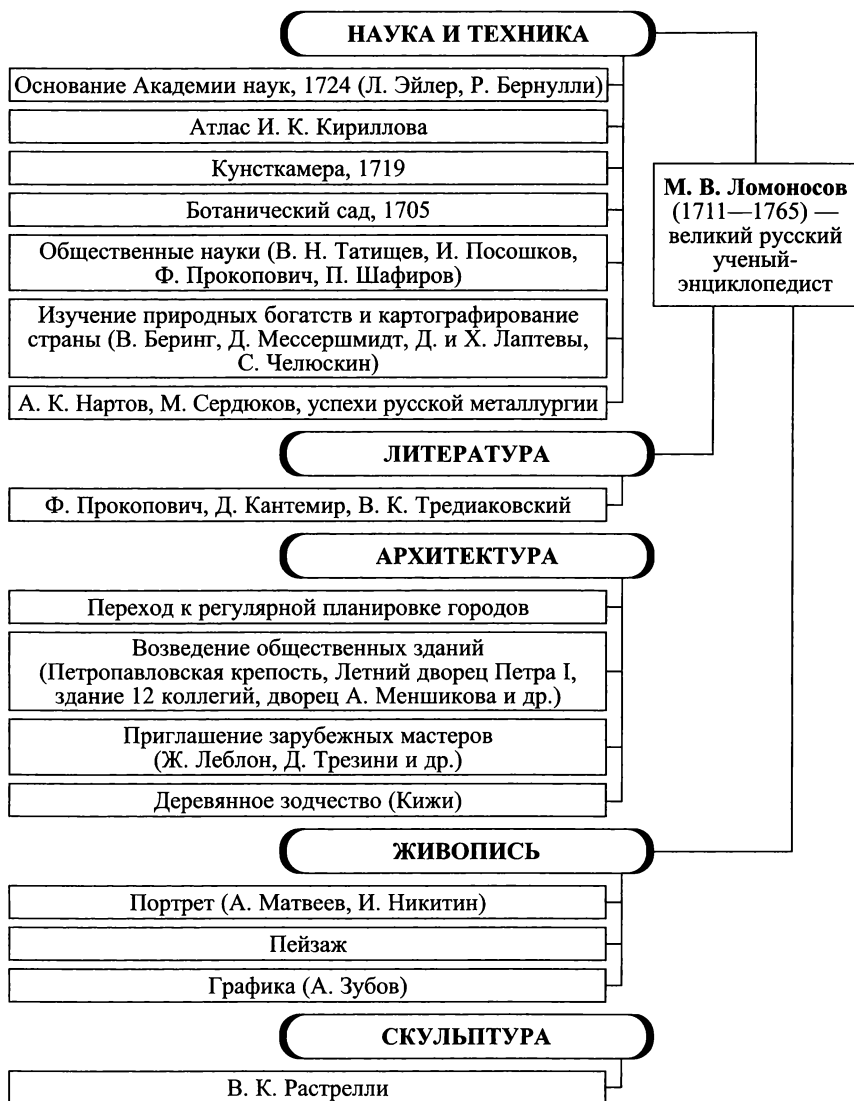 НАУКА И ТЕХНИКА
Основание Академии наук, 1724 (Л. Эйлер, Р. Бернулли)
Атлас И. К. Кириллова
Кунсткамера, 1719
Ботанический сад, 1705
Общественные науки (В. Н. Татищев, И. Посошков,
Ф. Прокопович, П. Шафиров)
Изучение природных богатств и картографирование
страны (В. Беринг, Д. Мессершмидт, Д. и Х. Лаптевы,
С. Челюскин)
А. К. Нартов, М. Сердюков, успехи русской металлургии
М. В. Ломоносов
(1711—1765) —
великий русский
ученый-
энциклопедист
ЛИТЕРАТУРА
Ф. Прокопович, Д. Кантемир, В. К. Тредиаковский
АРХИТЕКТУРА
Переход к регулярной планировке городов
Возведение общественных зданий
(Петропавловская крепость, Летний дворец Петра I,
здание 12 коллегий, дворец А. Меншикова и др.)
Приглашение зарубежных мастеров
(Ж. Леблон, Д. Трезини и др.)
Деревянное зодчество (Кижи)
ЖИВОПИСЬ
Портрет (А. Матвеев, И. Никитин)
Пейзаж
Графика (А. Зубов)
СКУЛЬПТУРА
В. К. Растрелли